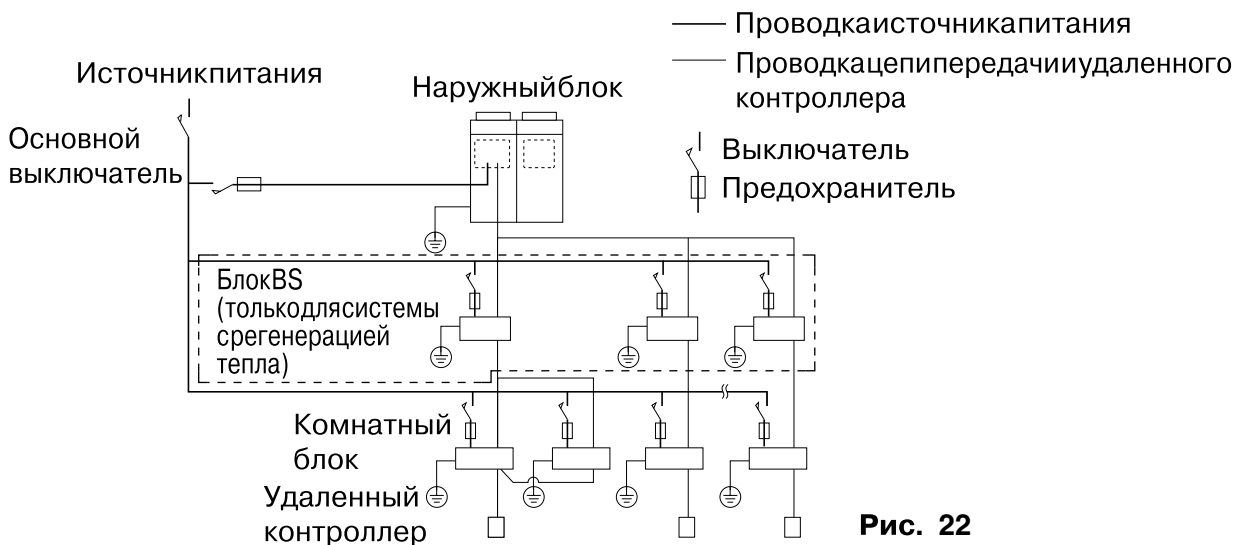 Проводкаисточникапитания
Проводкацепипередачииудаленного
контроллера
Источникпитания
Наружныйблок
Основной
выключатель
Выключатель
Предохранитель
БлокBS
(толькодлясистемы
срегенерацией
тепла)
Комнатный
блок
Удаленный
контроллер
Рис. 22